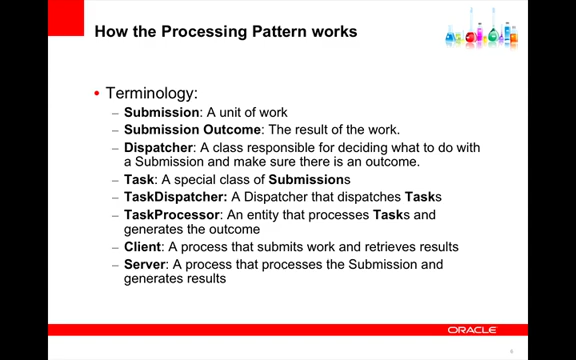 How the Processing Pattern works
• Terminology:
– Submission: A unit of work
– Submission Outcome: The result of the work.
– Dispatcher: A class responsible for deciding what to do with
a Submission and make sure there is an outcome.
– Task: A special class of Submissions
– TaskDispatcher: A Dispatcher that dispatches Tasks
– TaskProcessor: An entity that processes Tasks and
generates the outcome
– Client: A process that submits work and retrieves results
– Server: A process that processes the Submission and
generates results
ORACLE